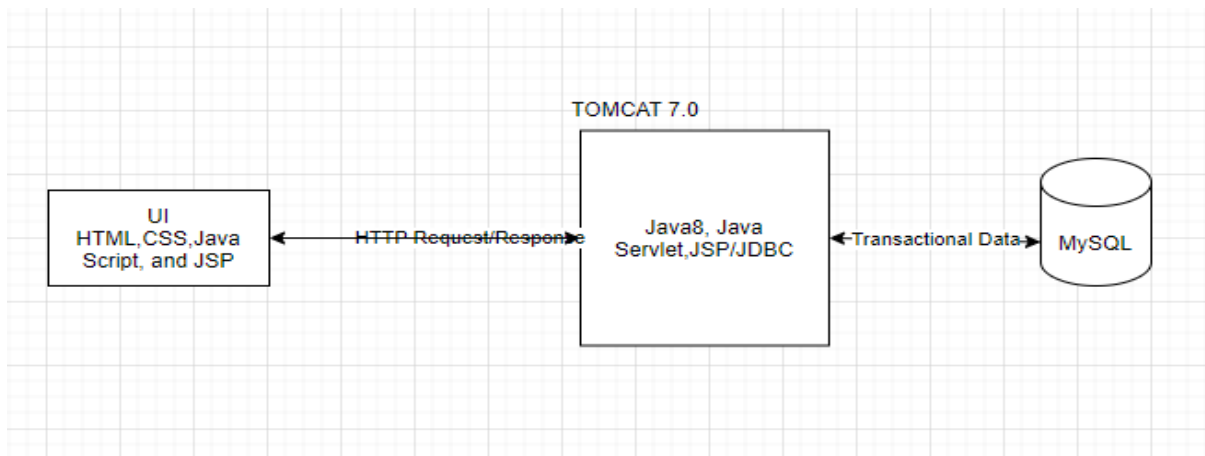 TOMCAT 7.0
UI
HTML,CSS,Java
Script, and JSP
HTTP Request/Response
Java8, Java
Servlet,JSP/JDBC
Transactional Data
MySQL